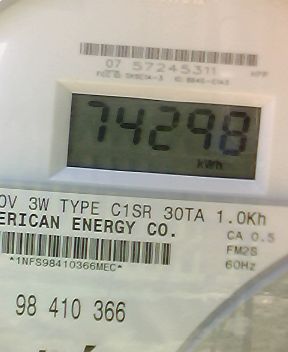 07 57245311
74298
kWh
0V 3W TYPE C1SR 30TA 1.0Kh
ERICAN ENERGY CO.
CA 0.5
FM2S
*1NFS98410366MEC*
60Hz
98 410 366